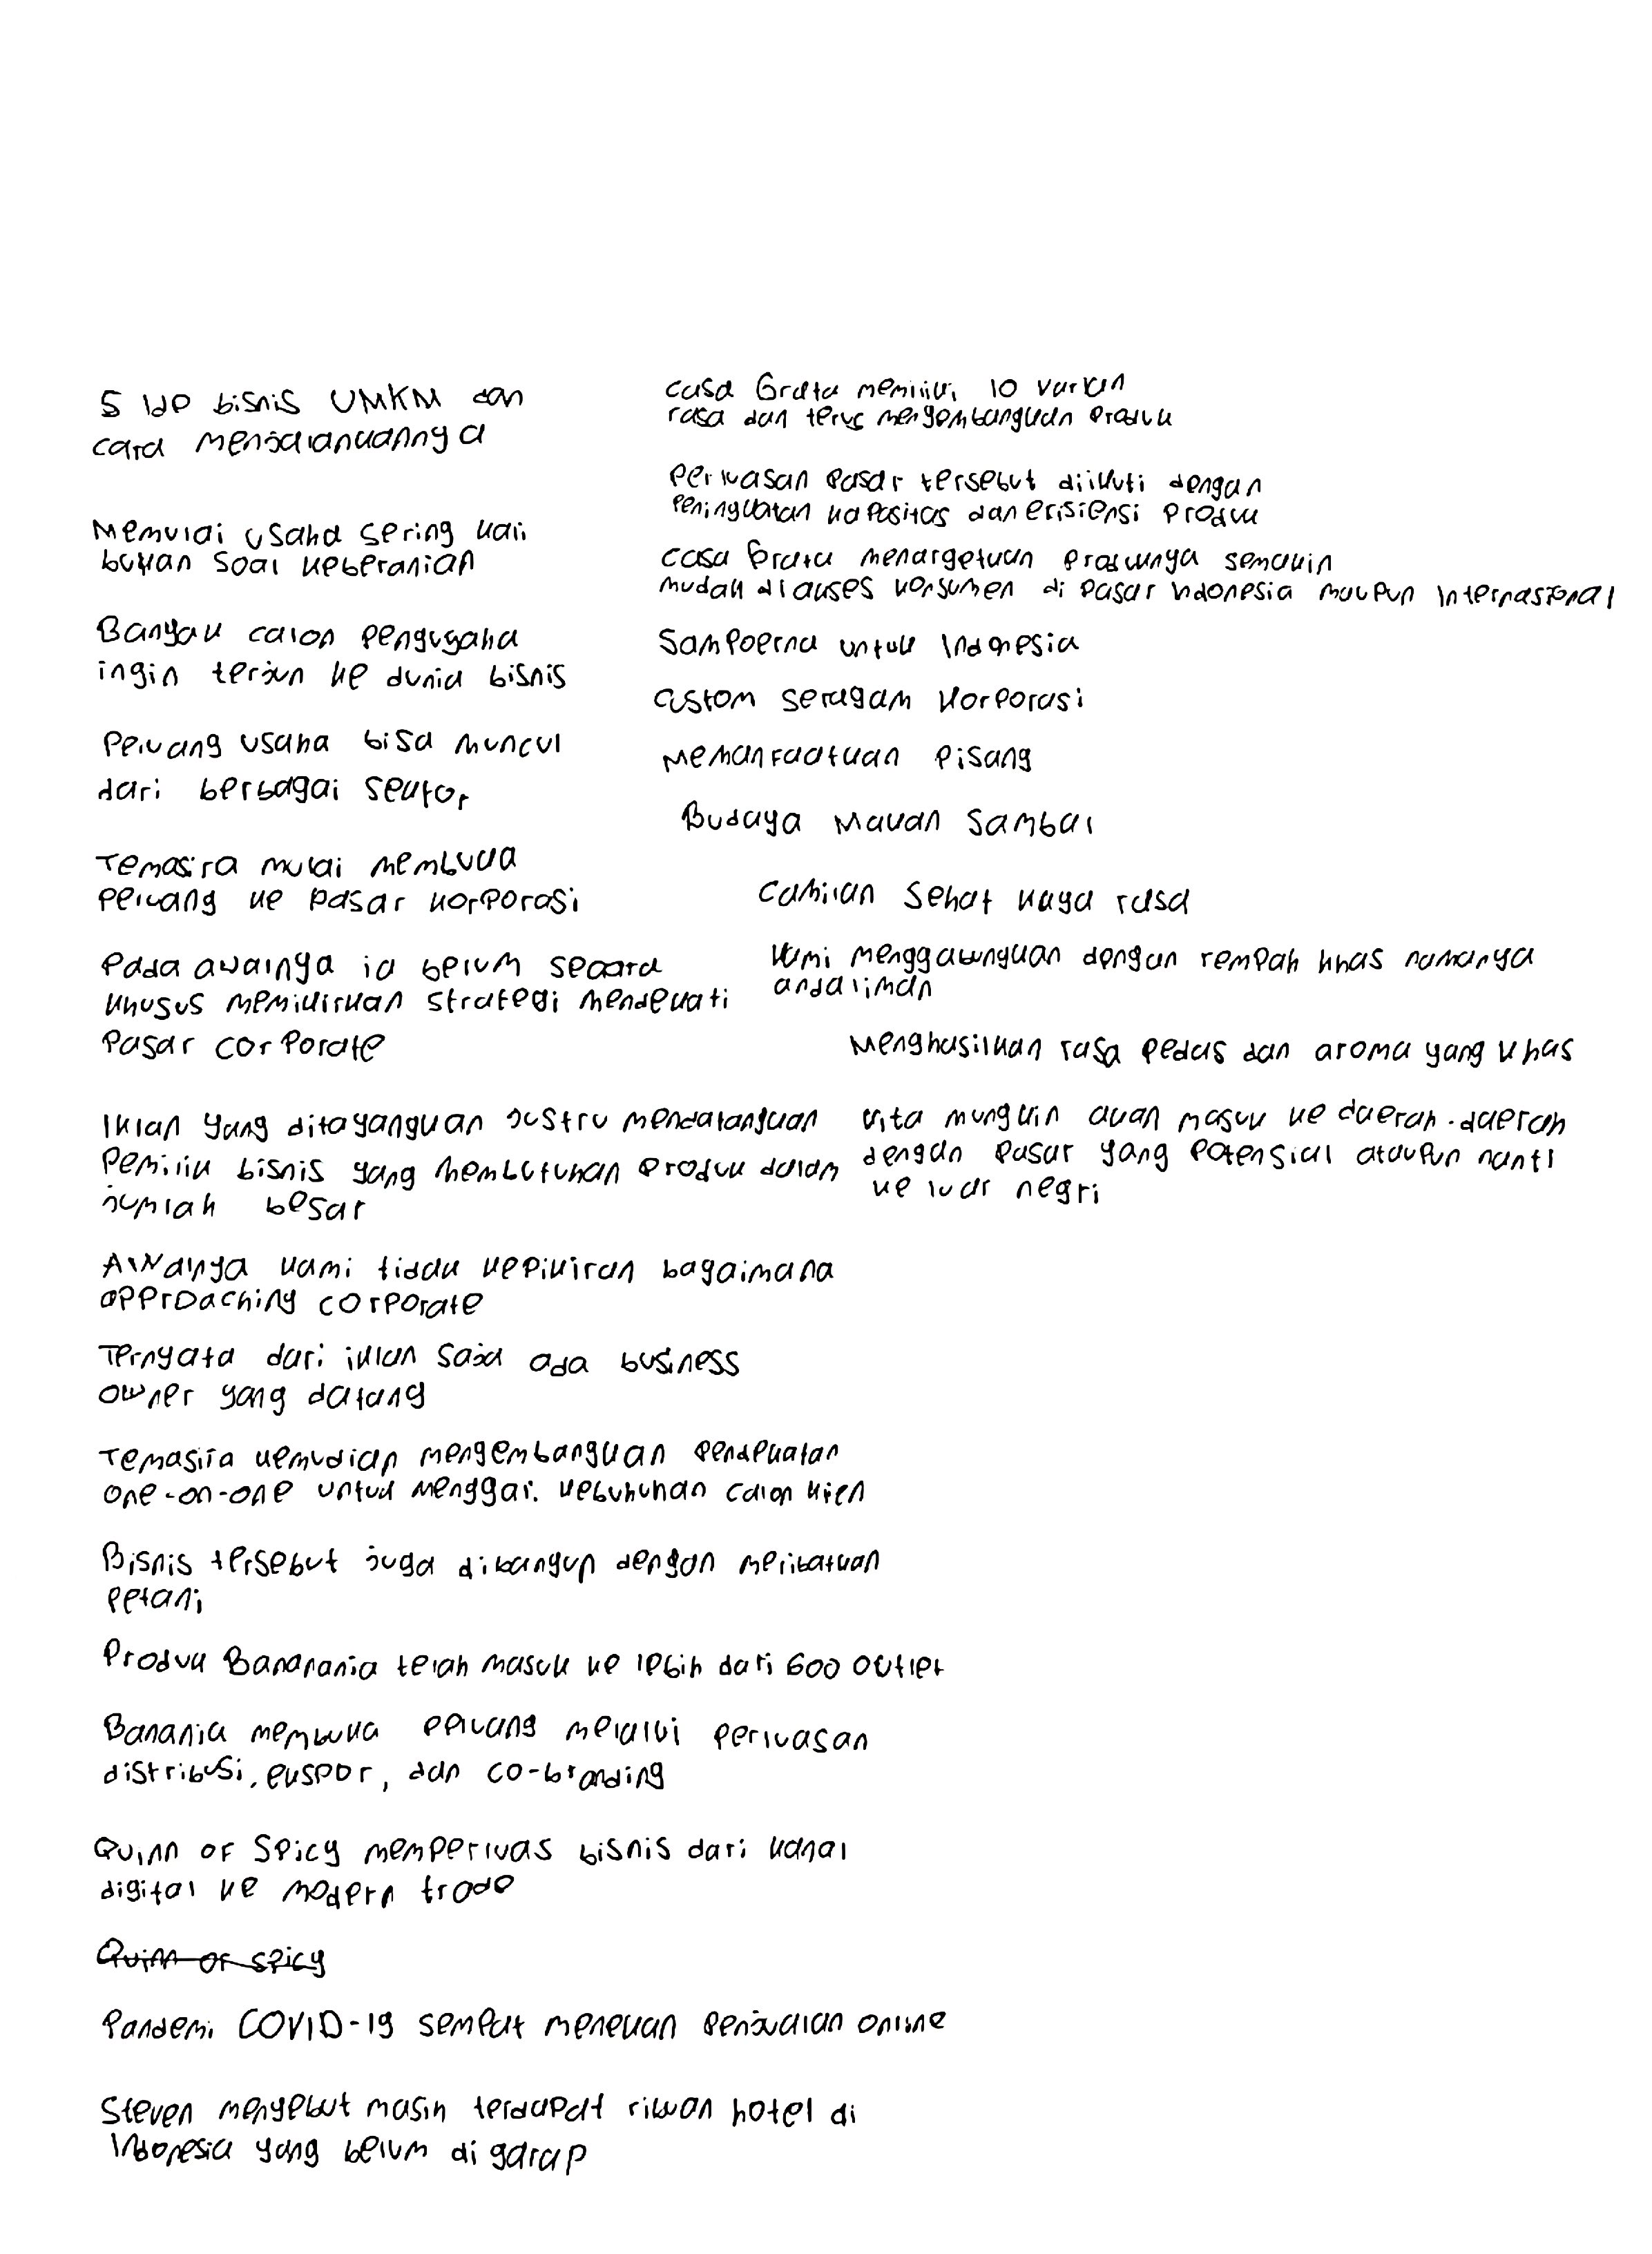 5 Ide bisnis UMKM dan
cara menjalankannya
Memulai usaha sering kali
bukan soal keberanian
Banyak calon pengusaha
ingin terjun ke dunia bisnis
Peluang usaha bisa muncul
dari berbagai sektor
Temasira mulai membuka
peluang ke pasar korporasi
Pada awalnya ia belum secara
khusus memikirkan strategi mendekati
pasar corporate
Iklan yang ditayangkan justru mendatangkan
pemilik bisnis yang membutuhkan produk dalam
jumlah besar
Awalnya kami tidak kepikiran bagaimana
approaching corporate
Ternyata dari iklan saja ada business
owner yang datang
Temasira kemudian mengembangkan pendekatan
one-on-one untuk menggali kebutuhan calon klien
Bisnis tersebut juga dibangun dengan melibatkan
petani
Produk Bananania telah masuk ke lebih dari 600 outlet
Banania membuka peluang melalui perluasan
distribusi, ekspor, dan co-branding
Quinn of Spicy memperluas bisnis dari kanal
digital ke modern trade
Quinn of spicy
Pandemi COVID-19 sempat menekan penjualan online
Steven menyebut masih terdapat ribuan hotel di
Indonesia yang belum di garap
Casa Grata memiliki 10 varian
rasa dan terus mengembangkan produk
Perluasan pasar tersebut diikuti dengan
peningkatan kapasitas dan efisiensi produk
Casa Grata menargetkan produknya semakin
mudah diakses konsumen di pasar Indonesia maupun Internasional
Sampoerna untuk Indonesia
Custom seragam korporasi
Memanfaatkan pisang
Budaya makan sambal
Camilan sehat kaya rasa
Kami menggabungkan dengan rempah khas namanya
andaliman
Menghasilkan rasa pedas dan aroma yang khas
Kita mungkin akan masuk ke daerah-daerah
dengan pasar yang potensial ataupun nanti
ke luar negri